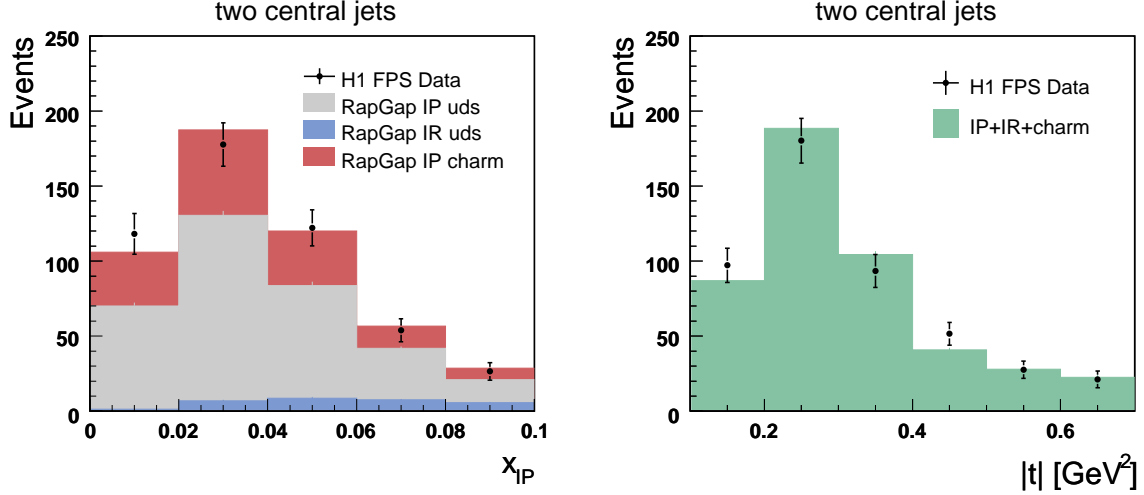 two central jets
Events
250
200
150
100
50
0
H1 FPS Data
RapGap IP uds
RapGap IR uds
RapGap IP charm
0 0.02 0.04 0.06 0.08 0.1
x_IP
two central jets
Events
250
200
150
100
50
0
H1 FPS Data
IP+IR+charm
0.2 0.4 0.6
|t| [GeV²]